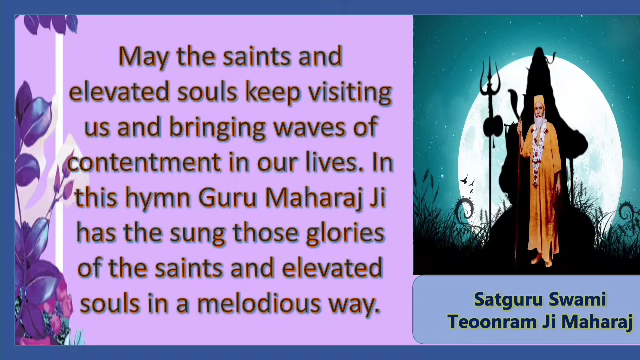 May the saints and
elevated souls keep visiting
us and bringing waves of
contentment in our lives. In
this hymn Guru Maharaj Ji
has the sung those glories
of the saints and elevated
souls in a melodious way.
Satguru Swami
Teoonram Ji Maharaj